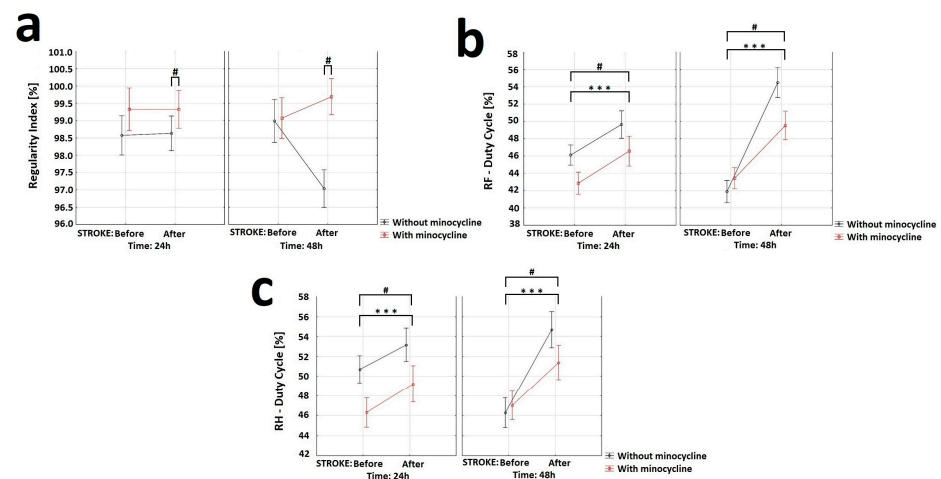 a
Regularity Index [%]
101.0
100.5
100.0
99.5
99.0
98.5
98.0
97.5
97.0
96.5
96.0
#
#
STROKE: Before After
Time: 24h
STROKE: Before After
Time: 48h
Without minocycline
With minocycline
b
RF - Duty Cycle [%]
58
56
54
52
50
48
46
44
42
40
38
#
***
#
***
STROKE: Before After
Time: 24h
STROKE: Before After
Time: 48h
Without minocycline
With minocycline
c
RH - Duty Cycle [%]
58
56
54
52
50
48
46
44
42
#
***
#
***
STROKE: Before After
Time: 24h
STROKE: Before After
Time: 48h
Without minocycline
With minocycline